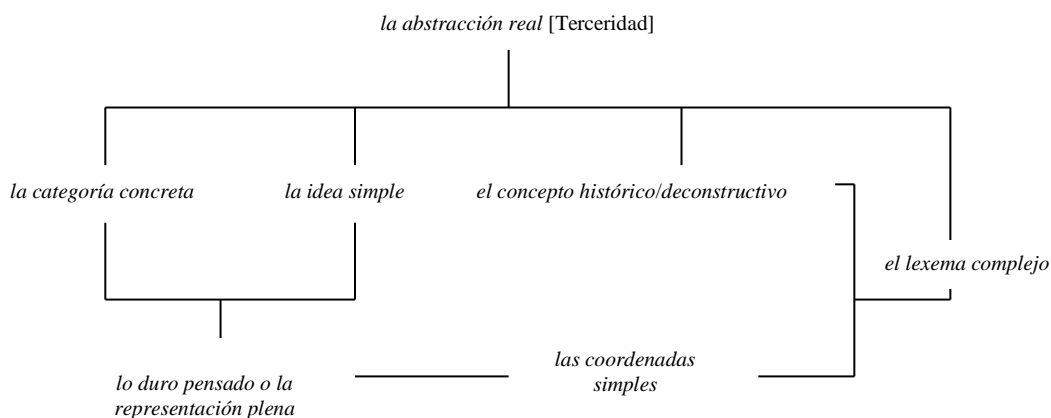 la abstracción real [Terceridad]
la categoría concreta
la idea simple
el concepto histórico/deconstructivo
el lexema complejo
las coordenadas
simples
lo duro pensado o la
representación plena